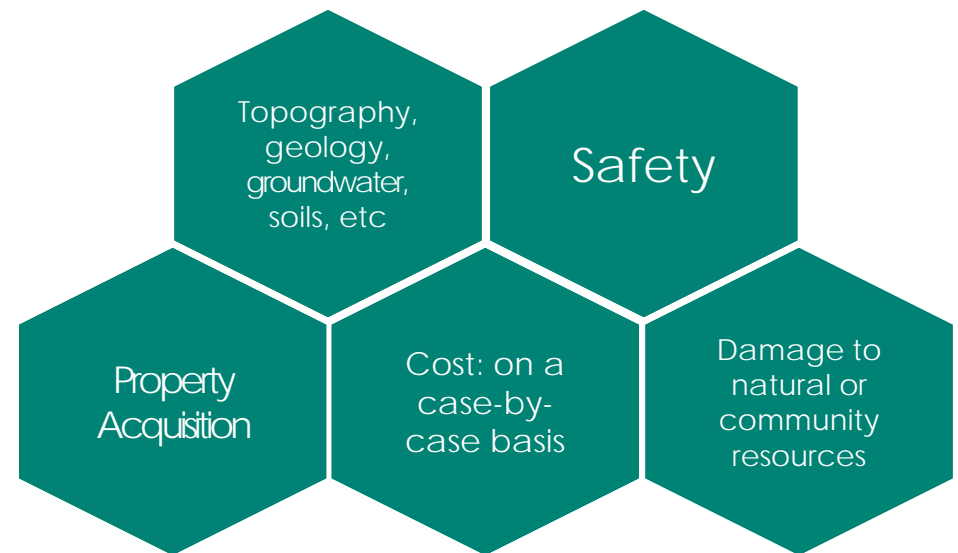 Topography,
geology,
groundwater,
soils, etc
Safety
Property
Acquisition
Cost: on a
case-by-
case basis
Damage to
natural or
community
resources